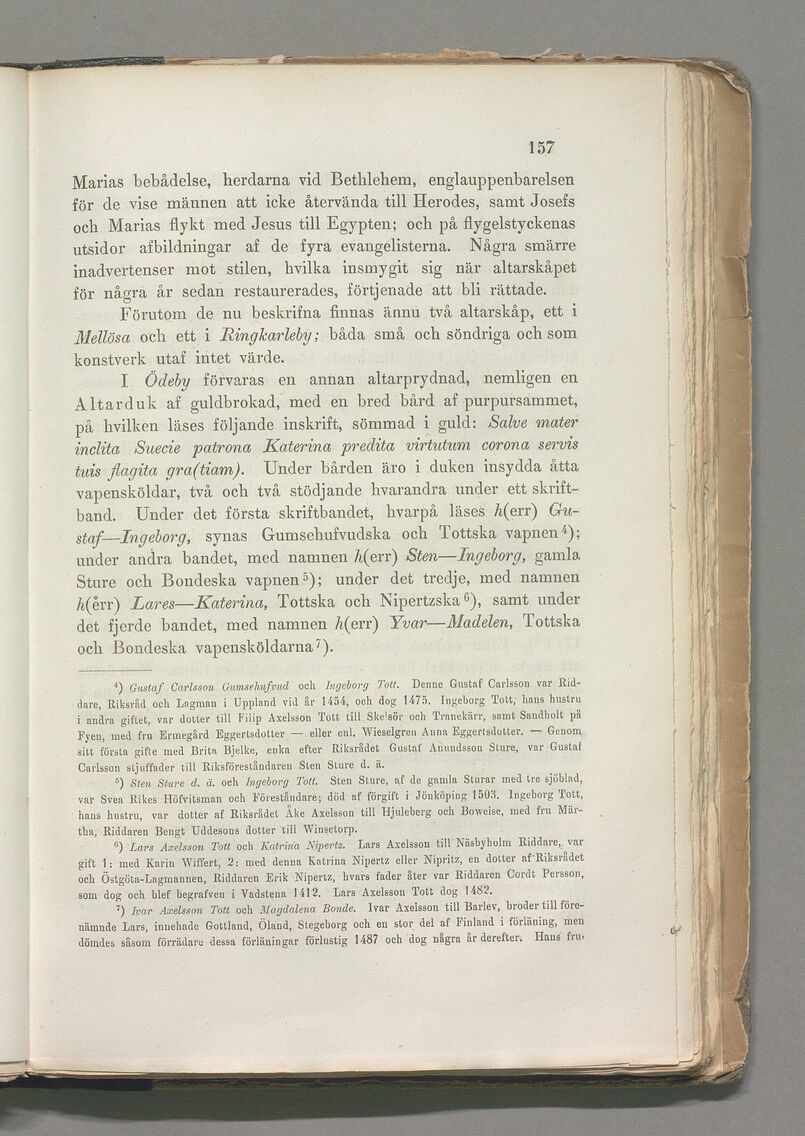 157
Marias bebådelse, herdarna vid Bethlehem, englauppenbarelsen
för de vise männen att icke återvända till Herodes, samt Josefs
och Marias flykt med Jesus till Egypten; och på flygelstyckenas
utsidor afbildningar af de fyra evangelisterna. Några smärre
inadvertenser mot stilen, hvilka insmygit sig när altarskåpet
för några år sedan restaurerades, förtjenade att bli rättade.
Förutom de nu beskrifna finnas ännu två altarskåp, ett i
Mellösa och ett i Ringkarleby; båda små och söndriga och som
konstverk utaf intet värde.
I Ödeby förvaras en annan altarprydnad, nemligen en
Altarduk af guldbrokad, med en bred bård af purpursammet,
på hvilken läses följande inskrift, sömmad i guld: Salve mater
inclita Suecie patrona Katerina predita virtutum corona servis
tuis flagita gra(tiam). Under bården äro i duken insydda åtta
vapensköldar, två och två stödjande hvarandra under ett skrift-
band. Under det första skriftbandet, hvarpå läses h(err) Gu-
staf—Ingeborg, synas Gumsehufvudska och Tottska vapnen⁴);
under andra bandet, med namnen h(err) Sten—Ingeborg, gamla
Sture och Bondeska vapnen⁵); under det tredje, med namnen
h(err) Lares—Katerina, Tottska och Nipertzska⁶), samt under
det fjerde bandet, med namnen h(err) Yvar—Madelen, Tottska
och Bondeska vapensköldarna⁷).
⁴) Gustaf Carlsson Gumsehufvud och Ingeborg Tott. Denne Gustaf Carlsson var Rid-
dare, Riksråd och Lagman i Uppland vid år 1454, och dog 1475. Ingeborg Tott, hans hustru
i andra giftet, var dotter till Filip Axelsson Tott till Skelsör och Tranekärr, samt Sandholt på
Fyen, med fru Ermegård Eggertsdotter — eller enl. Wieselgren Anna Eggertsdotter. — Genom
sitt första gifte med Brita Bjelke, enka efter Riksrådet Gustaf Anundsson Sture, var Gustaf
Carlsson stjuffader till Riksföreståndaren Sten Sture d. ä.
⁵) Sten Sture d. ä. och Ingeborg Tott. Sten Sture, af de gamla Sturar med tre sjöblad,
var Svea Rikes Höfvitsman och Föreståndare; död af förgift i Jönköping 1503. Ingeborg Tott,
hans hustru, var dotter af Riksrådet Åke Axelsson till Hjuleberg och Boweise, med fru Mär-
tha, Riddaren Bengt Uddesons dotter till Winsetorp.
⁶) Lars Axelsson Tott och Katrina Nipertz. Lars Axelsson till Näsbyholm Riddare, var
gift 1: med Karin Wiffert, 2: med denna Katrina Nipertz eller Nipritz, en dotter af Riksrådet
och Östgöta-Lagmannen, Riddaren Erik Nipertz, hvars fader åter var Riddaren Cordt Persson,
som dog och blef begrafven i Vadstena 1412. Lars Axelsson Tott dog 1482.
⁷) Ivar Axelsson Tott och Magdalena Bonde. Ivar Axelsson till Barlev, broder till före-
nämnde Lars, innehade Gottland, Öland, Stegeborg och en stor del af Finland i förläning, men
dömdes såsom förrädare dessa förläningar förlustig 1487 och dog några år derefter. Hans fru,